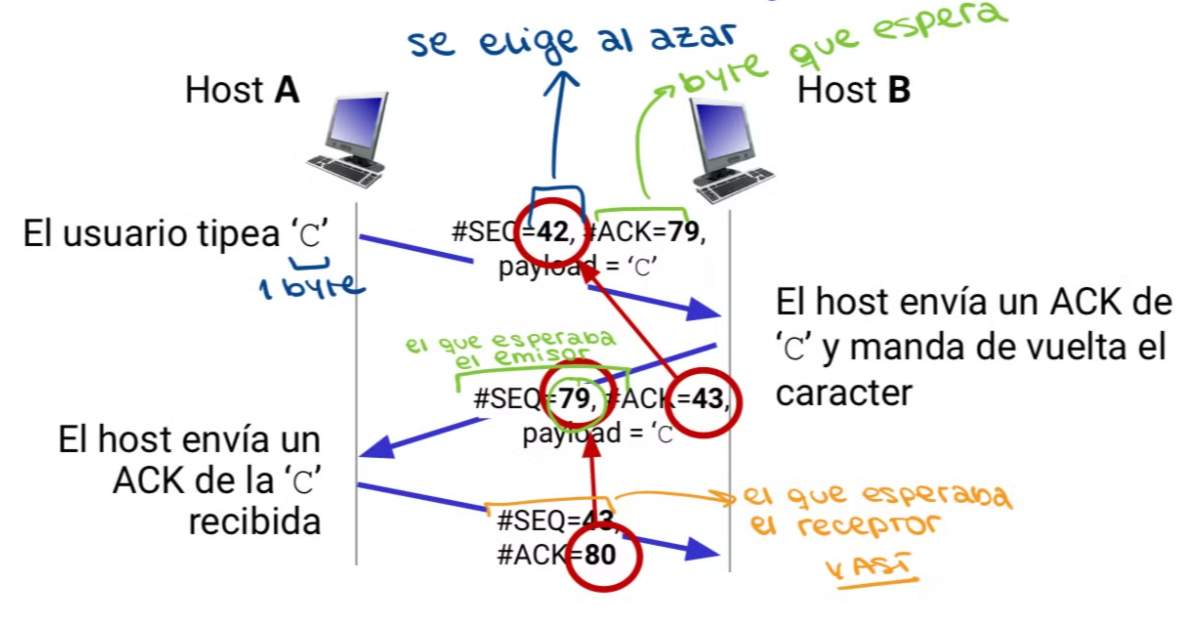 se elige al azar
byte que espera
Host A
Host B
El usuario tipea ‘C’
1 byte
#SEQ=42, #ACK=79,
payload = ‘C’
El host envía un ACK de
‘C’ y manda de vuelta el
caracter
el que esperaba
el emisor
#SEQ=79, #ACK=43,
payload = ‘C
El host envía un
ACK de la ‘C’
recibida
#SEQ=43,
#ACK=80
el que esperaba
el receptor
y ASÍ